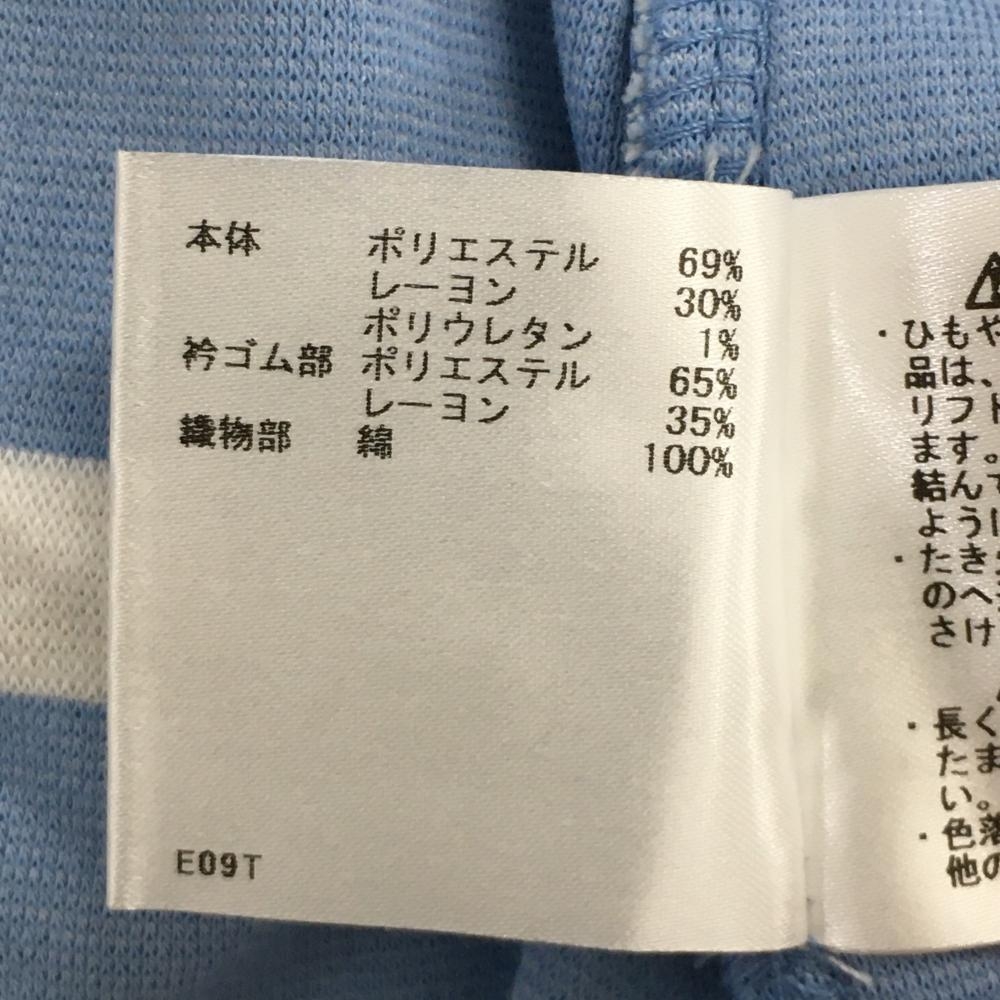 本体 ポリエステル 69%
レーヨン 30%
ポリウレタン 1%
衿ゴム部 ポリエステル 65%
レーヨン 35%
織物部 綿 100%
E09T
・ひもや
品は、
リフト
ます。
結んで
ように
・たき
のへ
さけ
・長く
たま
い。
・色落
他の